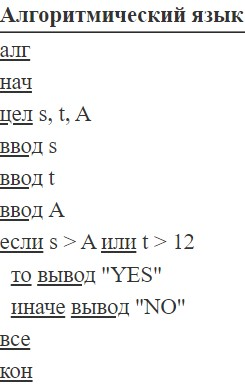 Алгоритмический язык
алг
нач
цел s, t, A
ввод s
ввод t
ввод A
если s > A или t > 12
то вывод "YES"
иначе вывод "NO"
все
кон